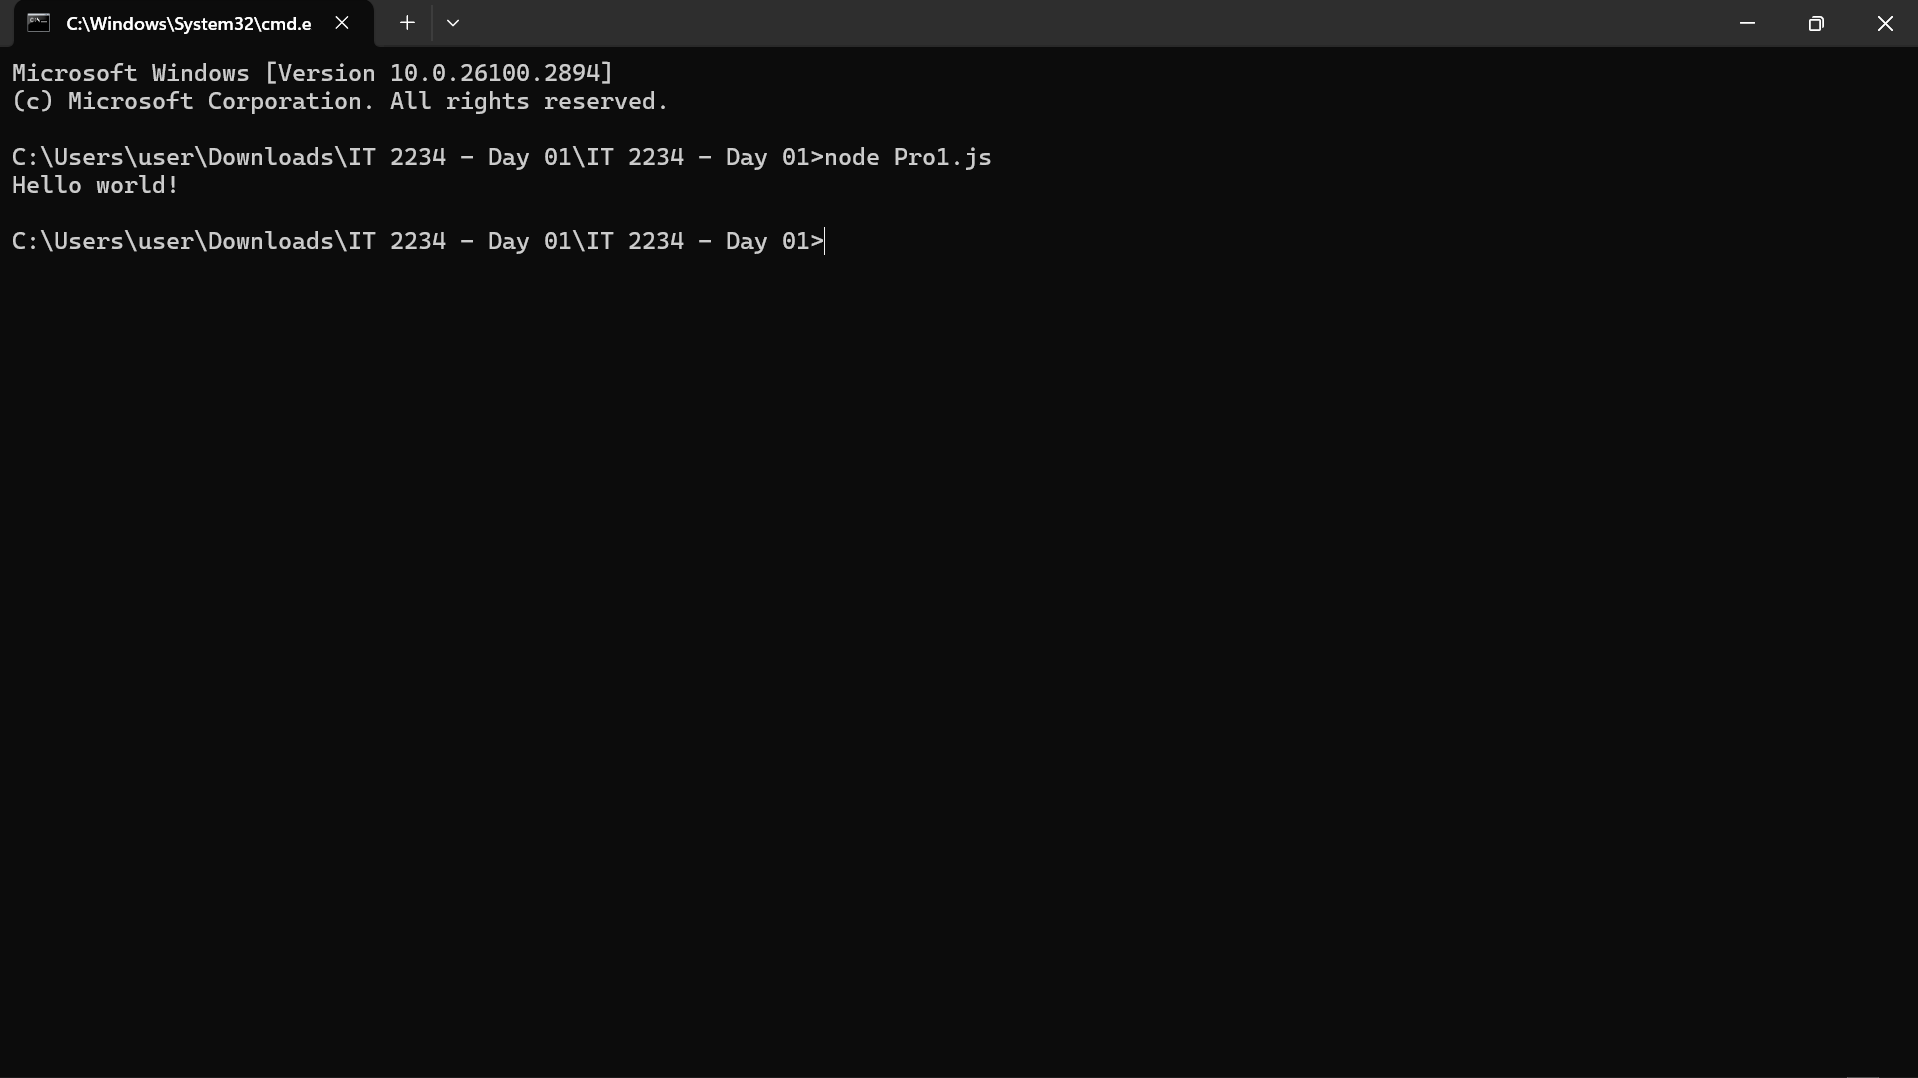 C:\Windows\System32\cmd.e
Microsoft Windows [Version 10.0.26100.2894]
(c) Microsoft Corporation. All rights reserved.
C:\Users\user\Downloads\IT 2234 - Day 01\IT 2234 - Day 01>node Pro1.js
Hello world!
C:\Users\user\Downloads\IT 2234 - Day 01\IT 2234 - Day 01>